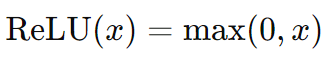 ReLU(x) = max(0, x)